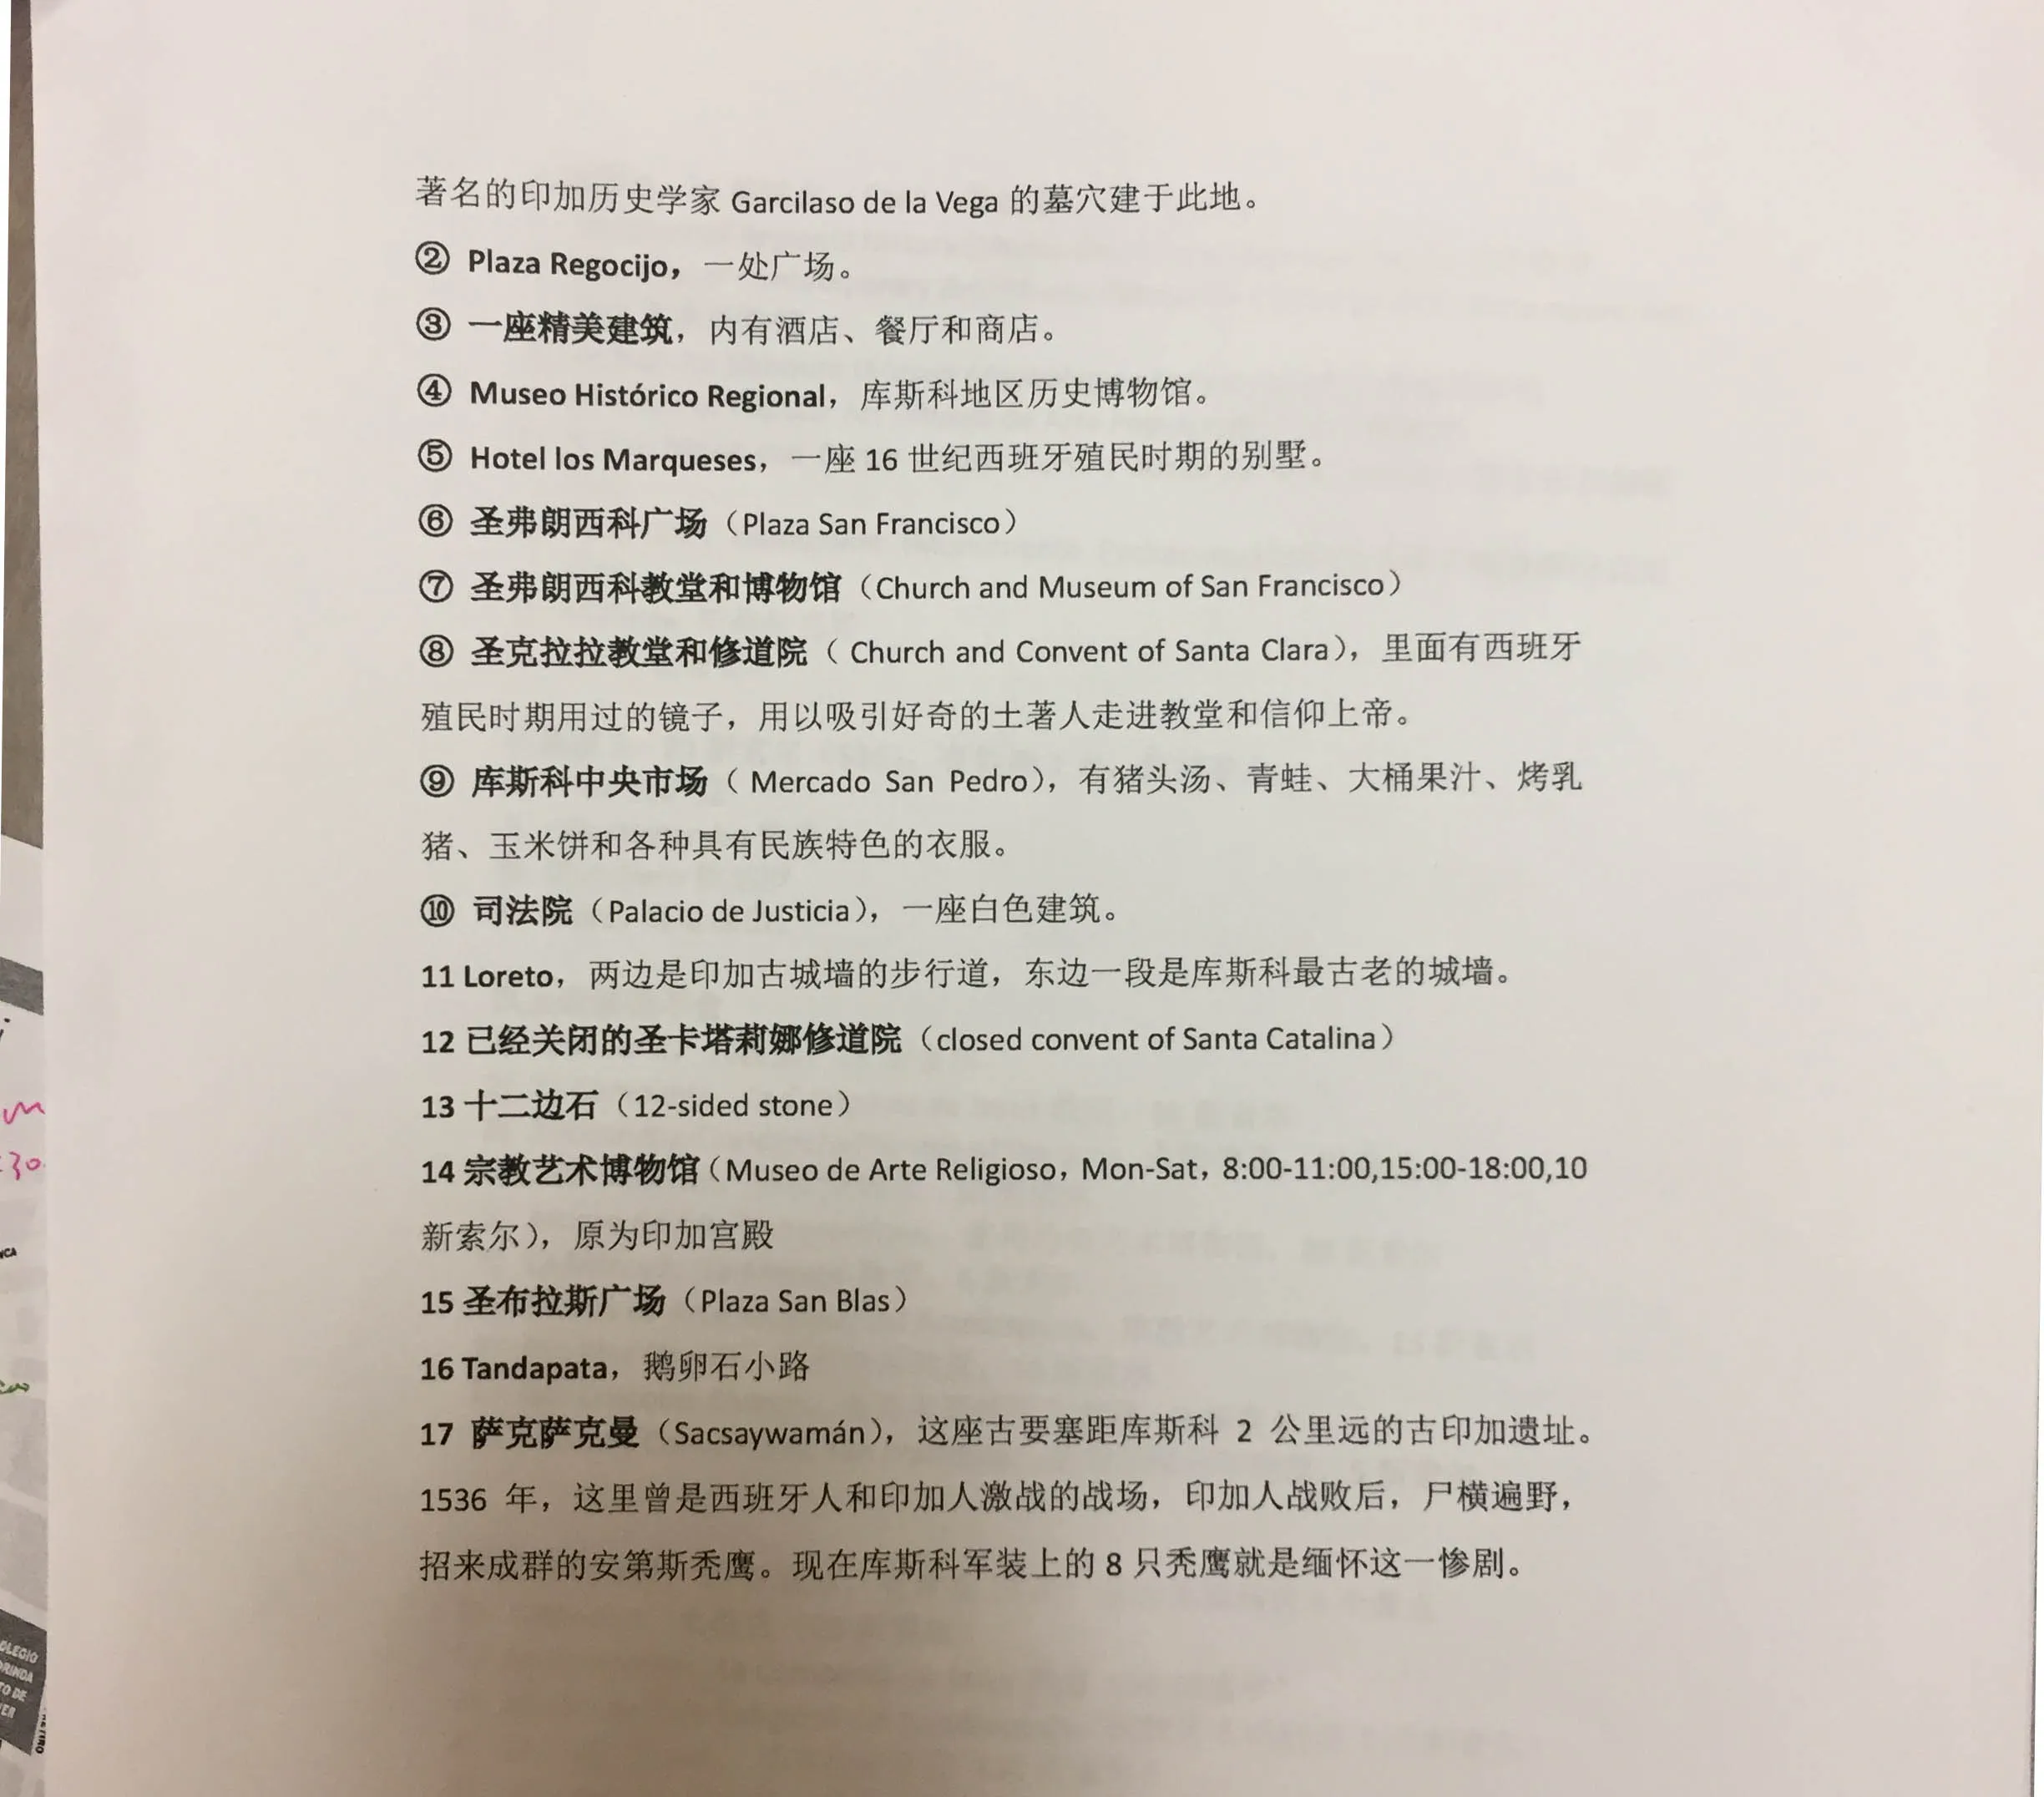 著名的印加历史学家 Garcilaso de la Vega 的墓穴建于此地。
② Plaza Regocijo，一处广场。
③ 一座精美建筑，内有酒店、餐厅和商店。
④ Museo Histórico Regional，库斯科地区历史博物馆。
⑤ Hotel los Marqueses，一座 16 世纪西班牙殖民时期的别墅。
⑥ 圣弗朗西科广场（Plaza San Francisco）
⑦ 圣弗朗西科教堂和博物馆（Church and Museum of San Francisco）
⑧ 圣克拉拉教堂和修道院（ Church and Convent of Santa Clara），里面有西班牙
殖民时期用过的镜子，用以吸引好奇的土著人走进教堂和信仰上帝。
⑨ 库斯科中央市场（ Mercado San Pedro），有猪头汤、青蛙、大桶果汁、烤乳
猪、玉米饼和各种具有民族特色的衣服。
⑩ 司法院（Palacio de Justicia），一座白色建筑。
11 Loreto，两边是印加古城墙的步行道，东边一段是库斯科最古老的城墙。
12 已经关闭的圣卡塔莉娜修道院（closed convent of Santa Catalina）
13 十二边石（12-sided stone）
14 宗教艺术博物馆（Museo de Arte Religioso，Mon-Sat，8:00-11:00,15:00-18:00,10
新索尔），原为印加宫殿
15 圣布拉斯广场（Plaza San Blas）
16 Tandapata，鹅卵石小路
17 萨克萨克曼（Sacsaywamán），这座古要塞距库斯科 2 公里远的古印加遗址。
1536 年，这里曾是西班牙人和印加人激战的战场，印加人战败后，尸横遍野，
招来成群的安第斯秃鹰。现在库斯科军装上的 8 只秃鹰就是缅怀这一惨剧。